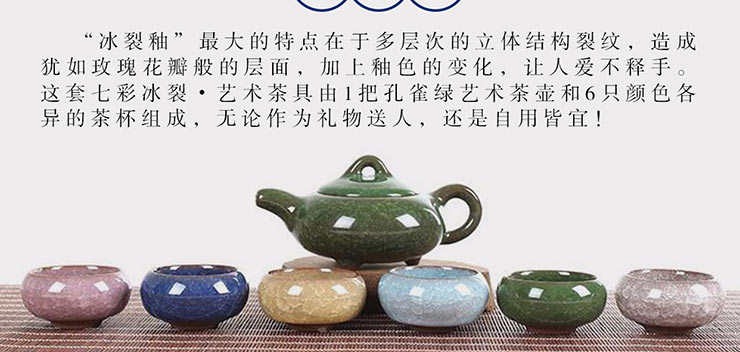 “冰裂釉”最大的特点在于多层次的立体结构裂纹，造成
犹如玫瑰花瓣般的层面，加上釉色的变化，让人爱不释手。
这套七彩冰裂·艺术茶具由1把孔雀绿艺术茶壶和6只颜色各
异的茶杯组成，无论作为礼物送人，还是自用皆宜！